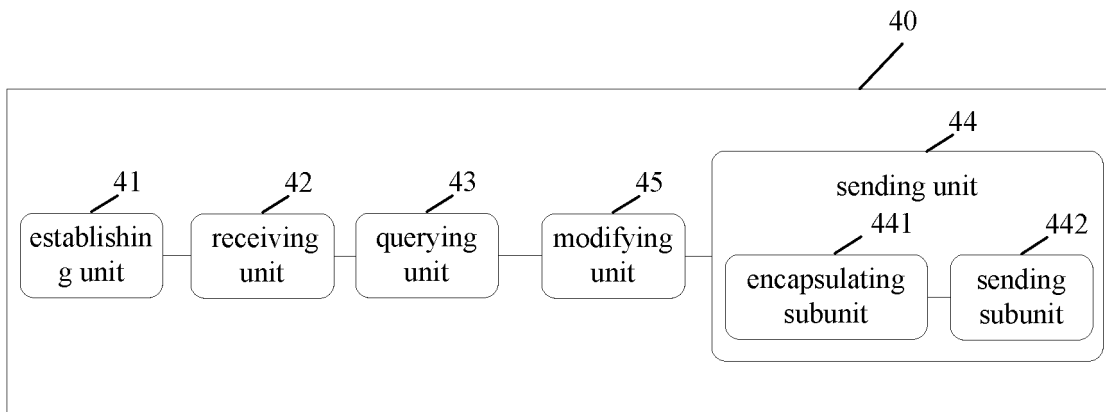 40
44
sending unit
41
42
43
45
establishin
g unit
receiving
unit
querying
unit
modifying
unit
441
442
encapsulating
subunit
sending
subunit